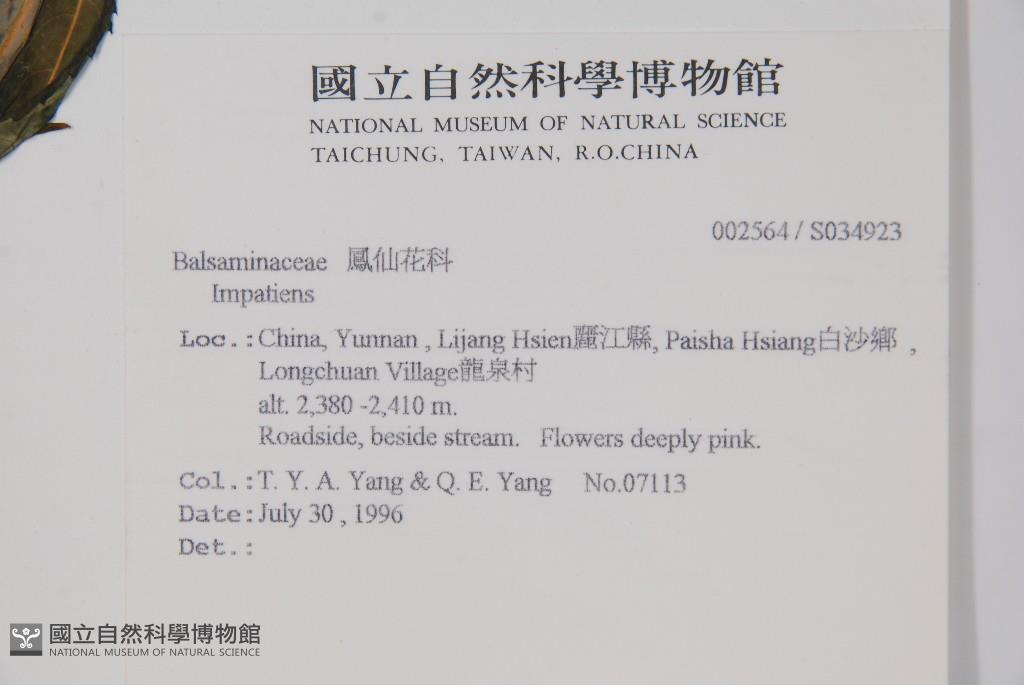 國立自然科學博物館
NATIONAL MUSEUM OF NATURAL SCIENCE
TAICHUNG, TAIWAN, R.O.CHINA
002564 / S034923
Balsaminaceae 鳳仙花科
Impatiens
Loc.: China, Yunnan , Lijang Hsien麗江縣, Paisha Hsiang白沙鄉 ,
Longchuan Village龍泉村
alt. 2,380 -2,410 m.
Roadside, beside stream. Flowers deeply pink.
Col.: T. Y. A. Yang & Q. E. Yang No.07113
Date: July 30 , 1996
Det.:
國立自然科學博物館
NATIONAL MUSEUM OF NATURAL SCIENCE